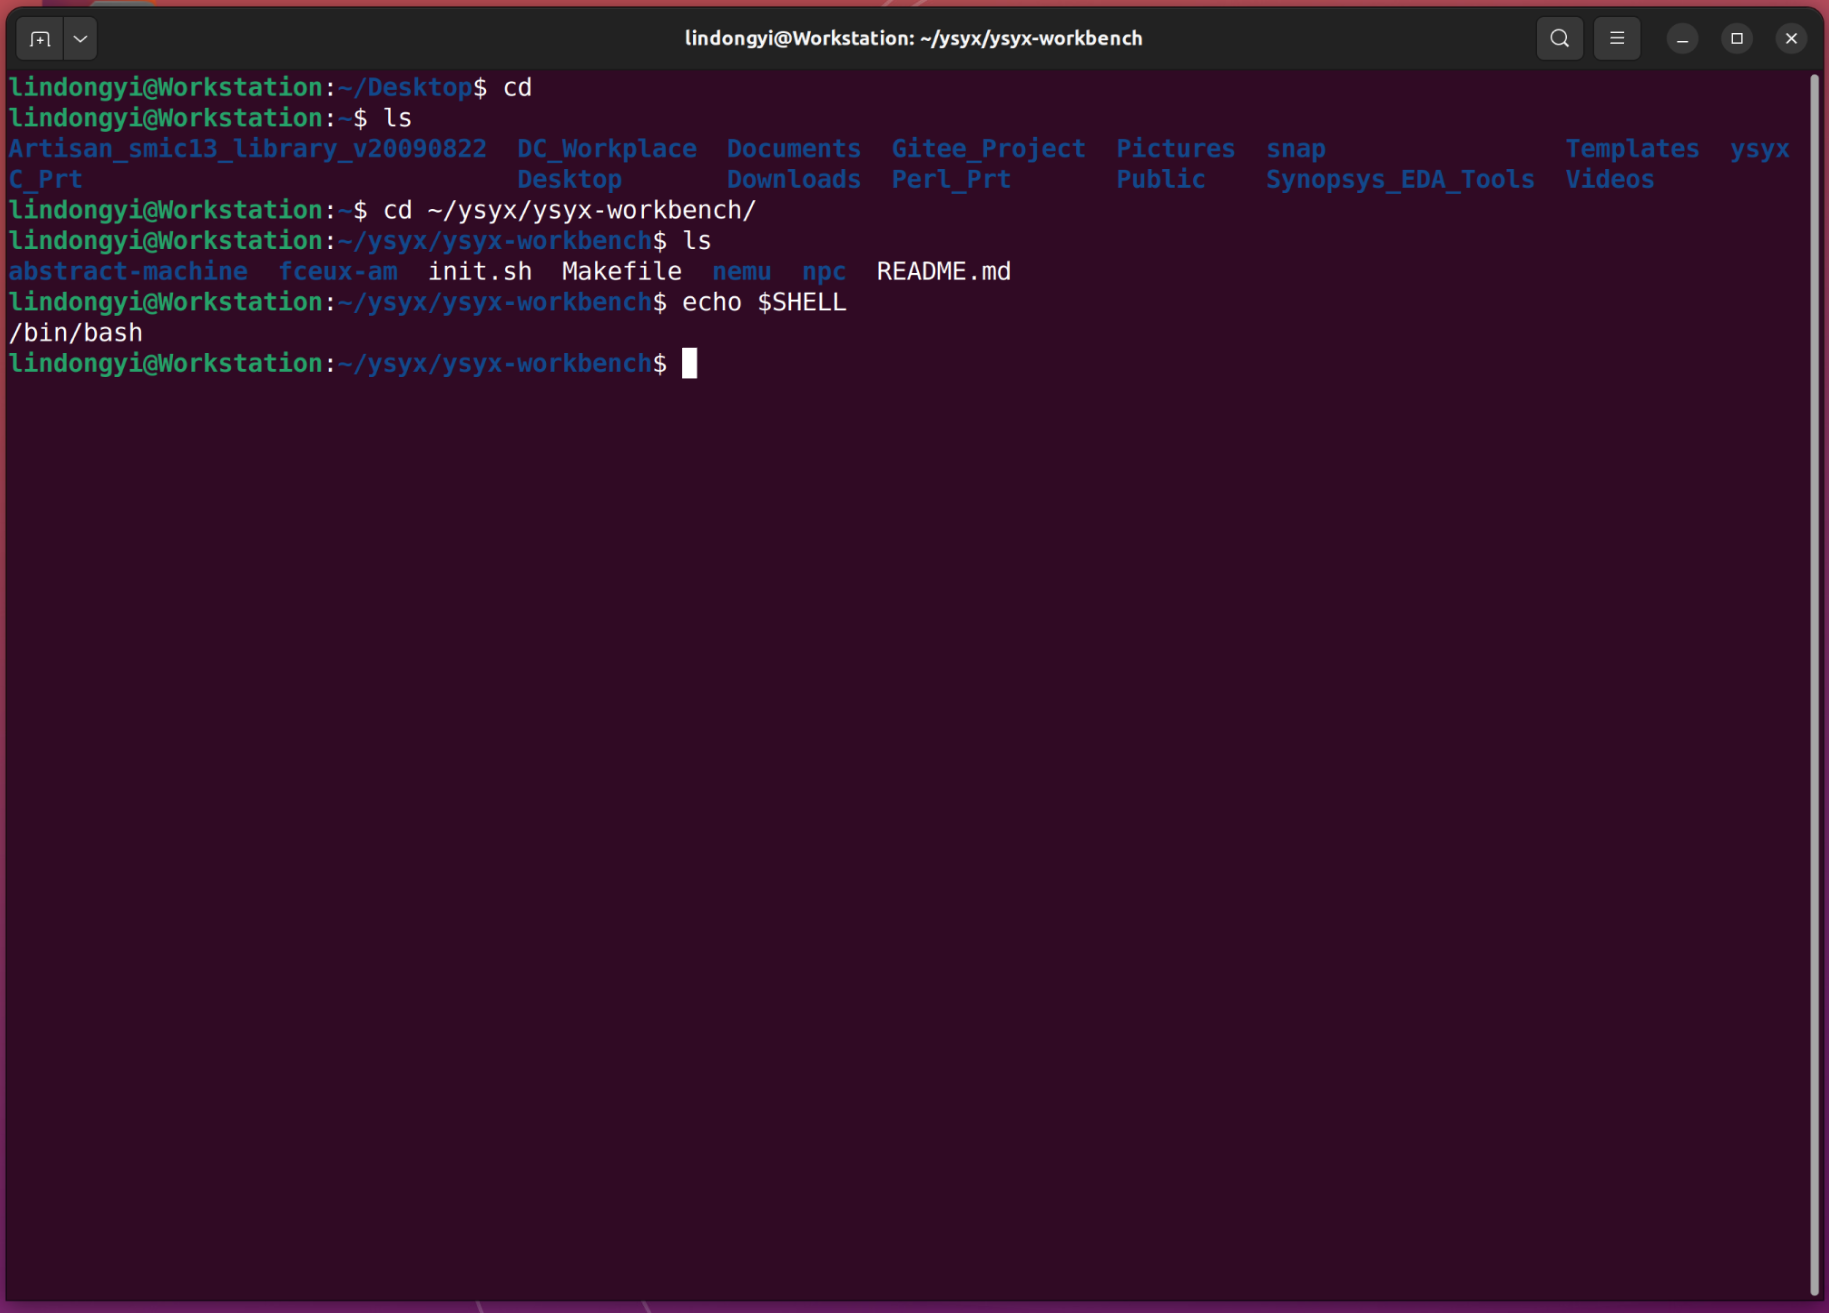 lindongyi@Workstation: ~/ysyx/ysyx-workbench
lindongyi@Workstation:~/Desktop$ cd
lindongyi@Workstation:~$ ls
Artisan_smic13_library_v20090822  DC_Workplace  Documents  Gitee_Project  Pictures  snap                Templates  ysyx
C_Prt                             Desktop       Downloads  Perl_Prt       Public    Synopsys_EDA_Tools  Videos
lindongyi@Workstation:~$ cd ~/ysyx/ysyx-workbench/
lindongyi@Workstation:~/ysyx/ysyx-workbench$ ls
abstract-machine  fceux-am  init.sh  Makefile  nemu  npc  README.md
lindongyi@Workstation:~/ysyx/ysyx-workbench$ echo $SHELL
/bin/bash
lindongyi@Workstation:~/ysyx/ysyx-workbench$